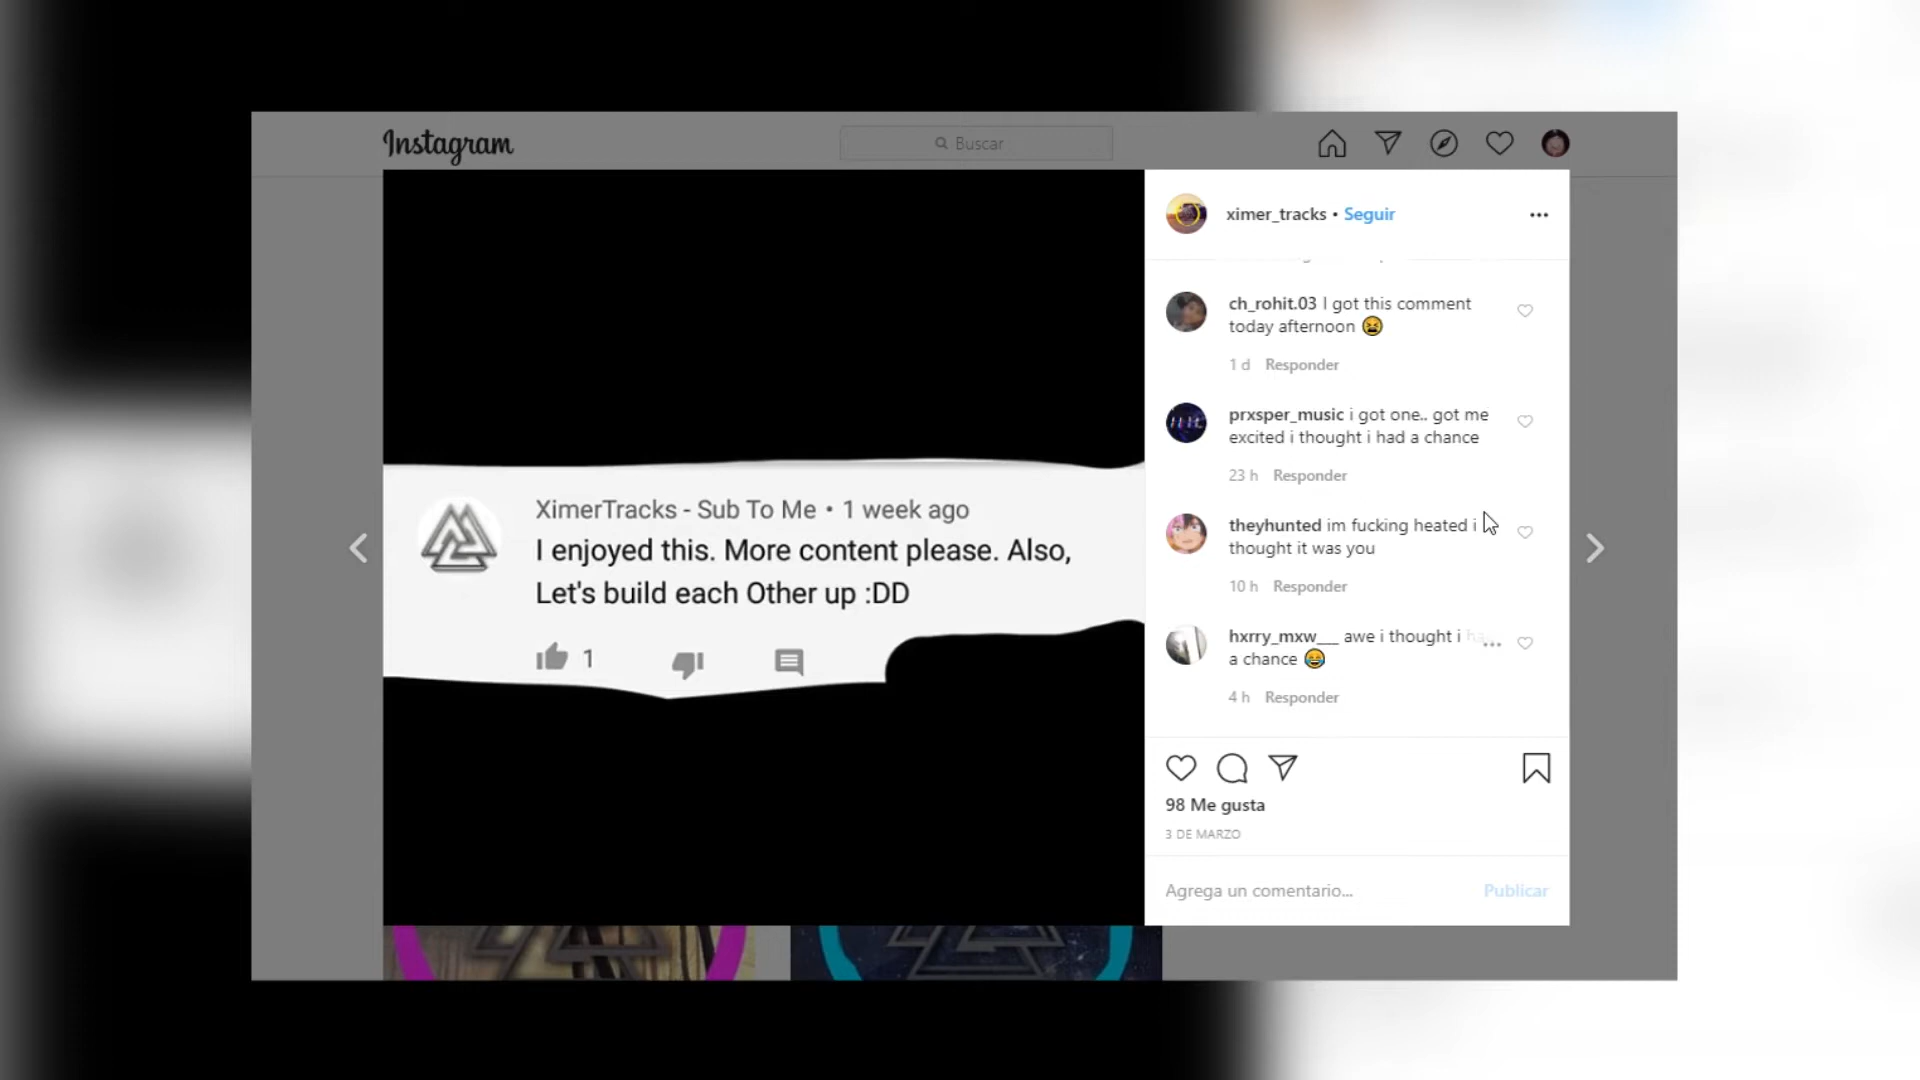 Instagram
Buscar
ximer_tracks • Seguir
ch_rohit.03 I got this comment
today afternoon 😫
1 d Responder
prxsper_music i got one.. got me
excited i thought i had a chance
23 h Responder
theyhunted im fucking heated i
thought it was you
10 h Responder
hxrry_mxw___ awe i thought i
a chance 😂
4 h Responder
98 Me gusta
3 DE MARZO
Agrega un comentario... Publicar
XimerTracks - Sub To Me • 1 week ago
I enjoyed this. More content please. Also,
Let's build each Other up :DD
1